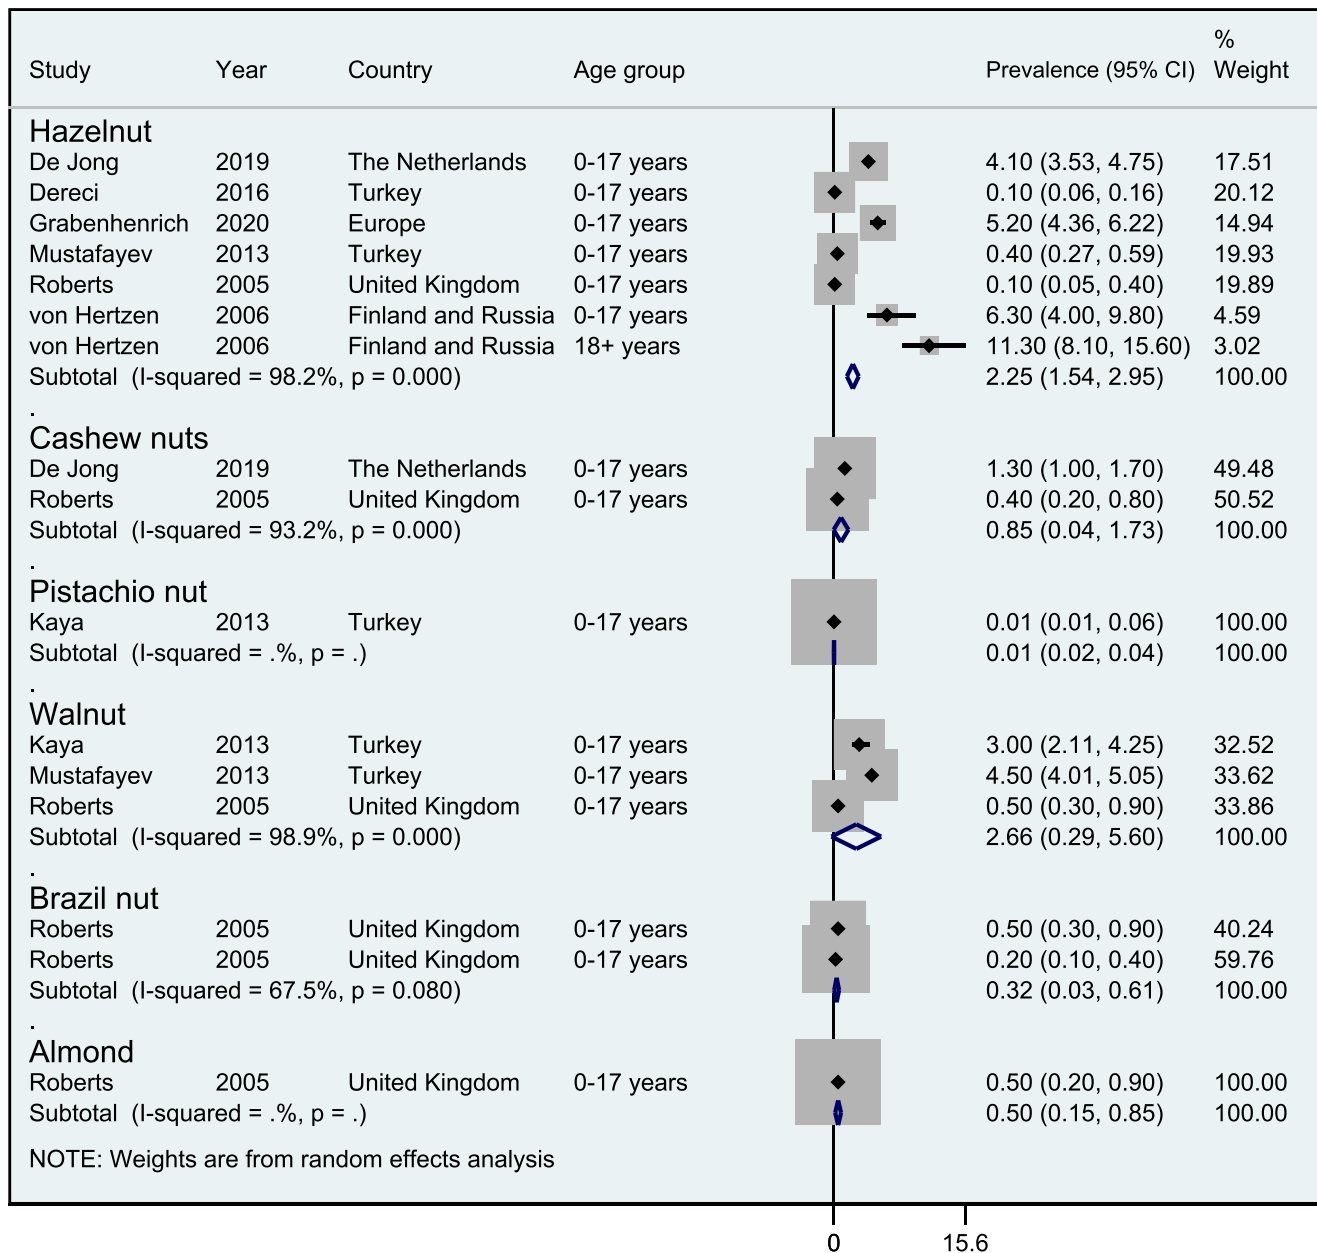 %
Study Year Country Age group Prevalence (95% CI) Weight
Hazelnut
De Jong 2019 The Netherlands 0-17 years 4.10 (3.53, 4.75) 17.51
Dereci 2016 Turkey 0-17 years 0.10 (0.06, 0.16) 20.12
Grabenhenrich 2020 Europe 0-17 years 5.20 (4.36, 6.22) 14.94
Mustafayev 2013 Turkey 0-17 years 0.40 (0.27, 0.59) 19.93
Roberts 2005 United Kingdom 0-17 years 0.10 (0.05, 0.40) 19.89
von Hertzen 2006 Finland and Russia 0-17 years 6.30 (4.00, 9.80) 4.59
von Hertzen 2006 Finland and Russia 18+ years 11.30 (8.10, 15.60) 3.02
Subtotal (I-squared = 98.2%, p = 0.000) 2.25 (1.54, 2.95) 100.00
.
Cashew nuts
De Jong 2019 The Netherlands 0-17 years 1.30 (1.00, 1.70) 49.48
Roberts 2005 United Kingdom 0-17 years 0.40 (0.20, 0.80) 50.52
Subtotal (I-squared = 93.2%, p = 0.000) 0.85 (0.04, 1.73) 100.00
.
Pistachio nut
Kaya 2013 Turkey 0-17 years 0.01 (0.01, 0.06) 100.00
Subtotal (I-squared = .%, p = .) 0.01 (0.02, 0.04) 100.00
.
Walnut
Kaya 2013 Turkey 0-17 years 3.00 (2.11, 4.25) 32.52
Mustafayev 2013 Turkey 0-17 years 4.50 (4.01, 5.05) 33.62
Roberts 2005 United Kingdom 0-17 years 0.50 (0.30, 0.90) 33.86
Subtotal (I-squared = 98.9%, p = 0.000) 2.66 (0.29, 5.60) 100.00
.
Brazil nut
Roberts 2005 United Kingdom 0-17 years 0.50 (0.30, 0.90) 40.24
Roberts 2005 United Kingdom 0-17 years 0.20 (0.10, 0.40) 59.76
Subtotal (I-squared = 67.5%, p = 0.080) 0.32 (0.03, 0.61) 100.00
.
Almond
Roberts 2005 United Kingdom 0-17 years 0.50 (0.20, 0.90) 100.00
Subtotal (I-squared = .%, p = .) 0.50 (0.15, 0.85) 100.00
NOTE: Weights are from random effects analysis
0 15.6